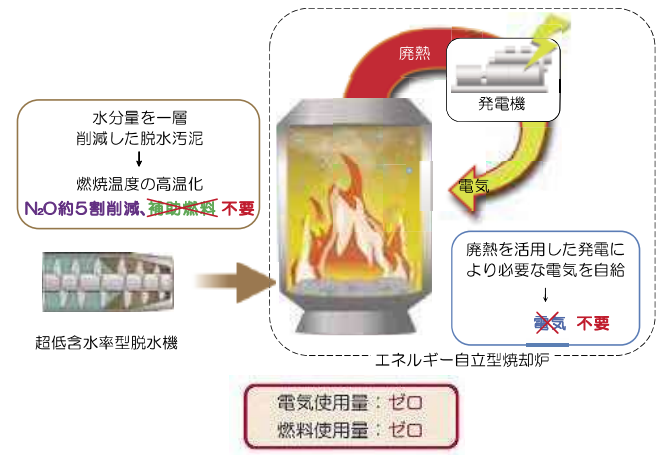 廃熱
発電機
水分量を一層
削減した脱水汚泥
↓
燃焼温度の高温化
N₂O約5割削減、補助燃料 不要
電気
廃熱を活用した発電に
より必要な電気を自給
↓
電気 不要
超低含水率型脱水機
エネルギー自立型焼却炉
電気使用量：ゼロ
燃料使用量：ゼロ